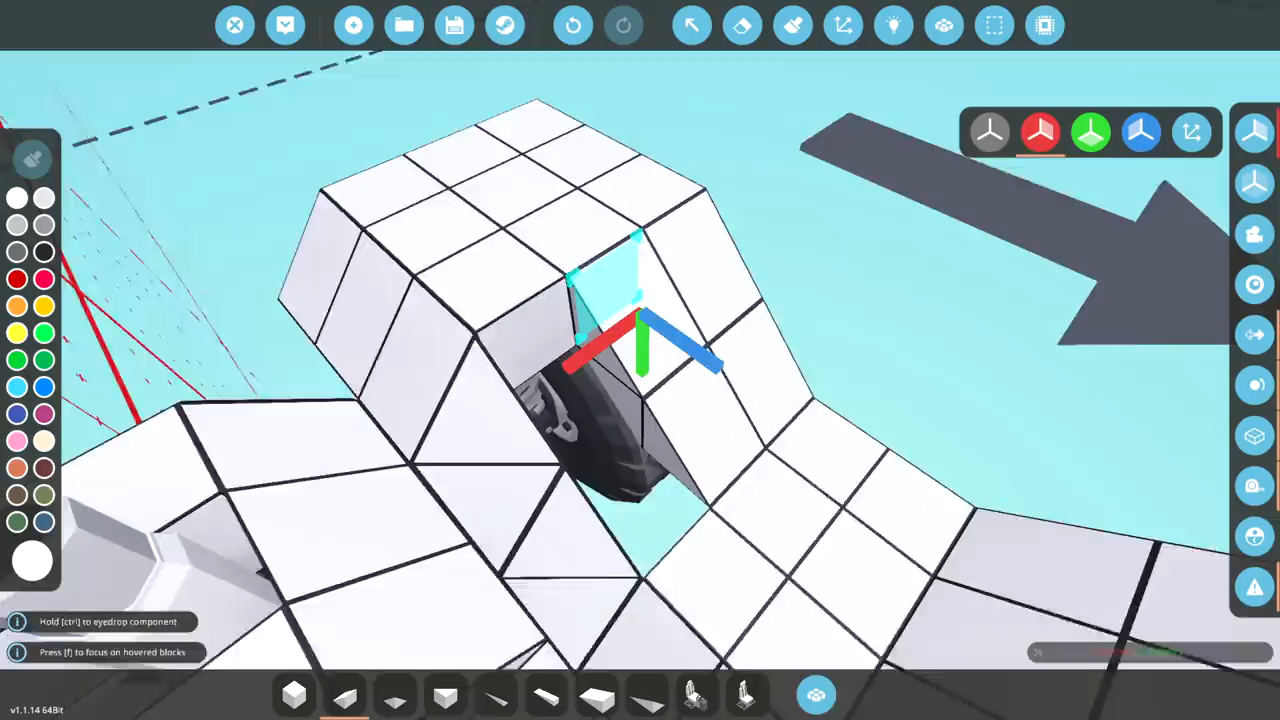 Hold [ctrl] to eyedrop component
Press [f] to focus on hovered blocks
v1.1.14 64Bit